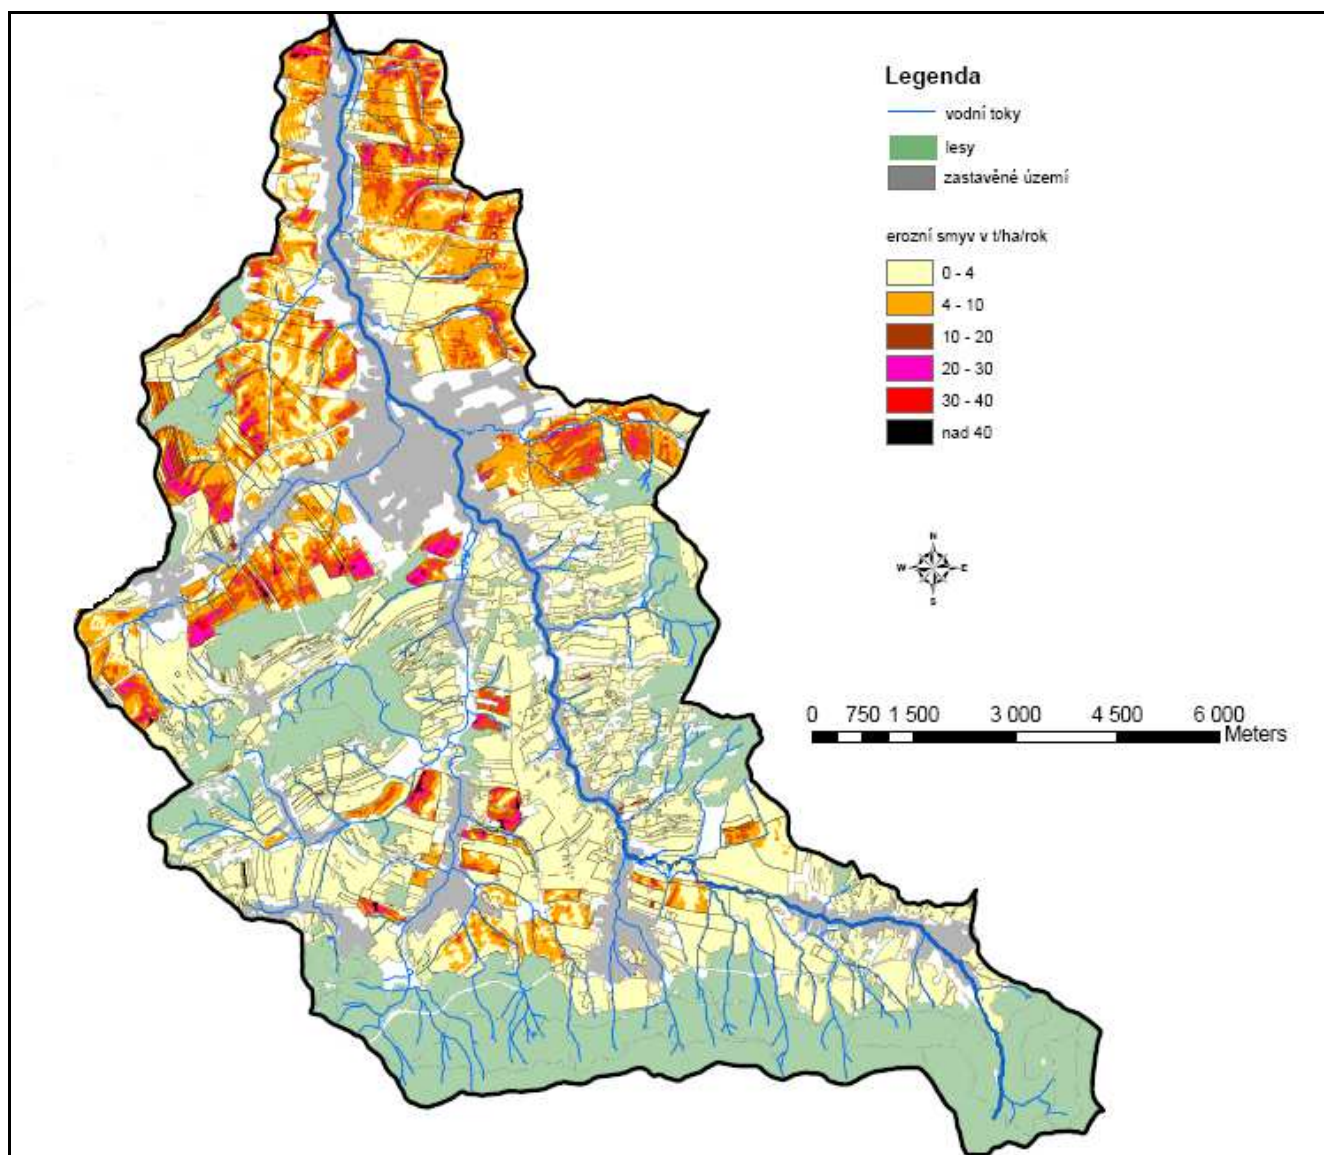 Legenda
vodní toky
lesy
zastavěné území
erozní smyv v t/ha/rok
0 - 4
4 - 10
10 - 20
20 - 30
30 - 40
nad 40
N
W E
S
0 750 1 500 3 000 4 500 6 000
Meters